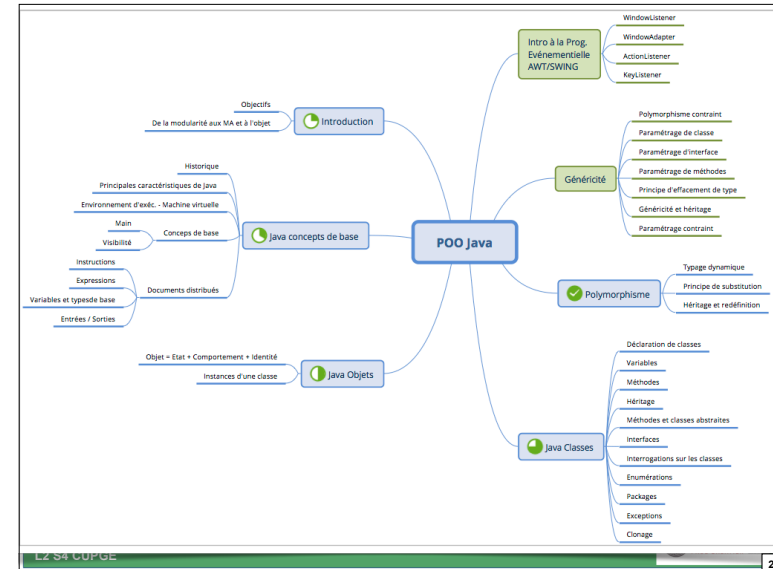 WindowListener
WindowAdapter
ActionListener
KeyListener
Intro à la Prog.
Evénementielle
AWT/SWING
Objectifs
De la modularité aux MA et à l'objet
Introduction
Polymorphisme contraint
Paramétrage de classe
Paramétrage d'interface
Paramétrage de méthodes
Principe d'effacement de type
Généricité et héritage
Paramétrage contraint
Généricité
Historique
Principales caractéristiques de Java
Environnement d'exéc. - Machine virtuelle
Main
Visibilité
Conceps de base
Instructions
Expressions
Variables et typesde base
Entrées / Sorties
Documents distribués
Java concepts de base
POO Java
Typage dynamique
Principe de substitution
Héritage et redéfinition
Polymorphisme
Objet = Etat + Comportement + Identité
Instances d'une classe
Java Objets
Déclaration de classes
Variables
Méthodes
Héritage
Méthodes et classes abstraites
Interfaces
Interrogations sur les classes
Enumérations
Packages
Exceptions
Clonage
Java Classes
L2 S4 CUPGE
2